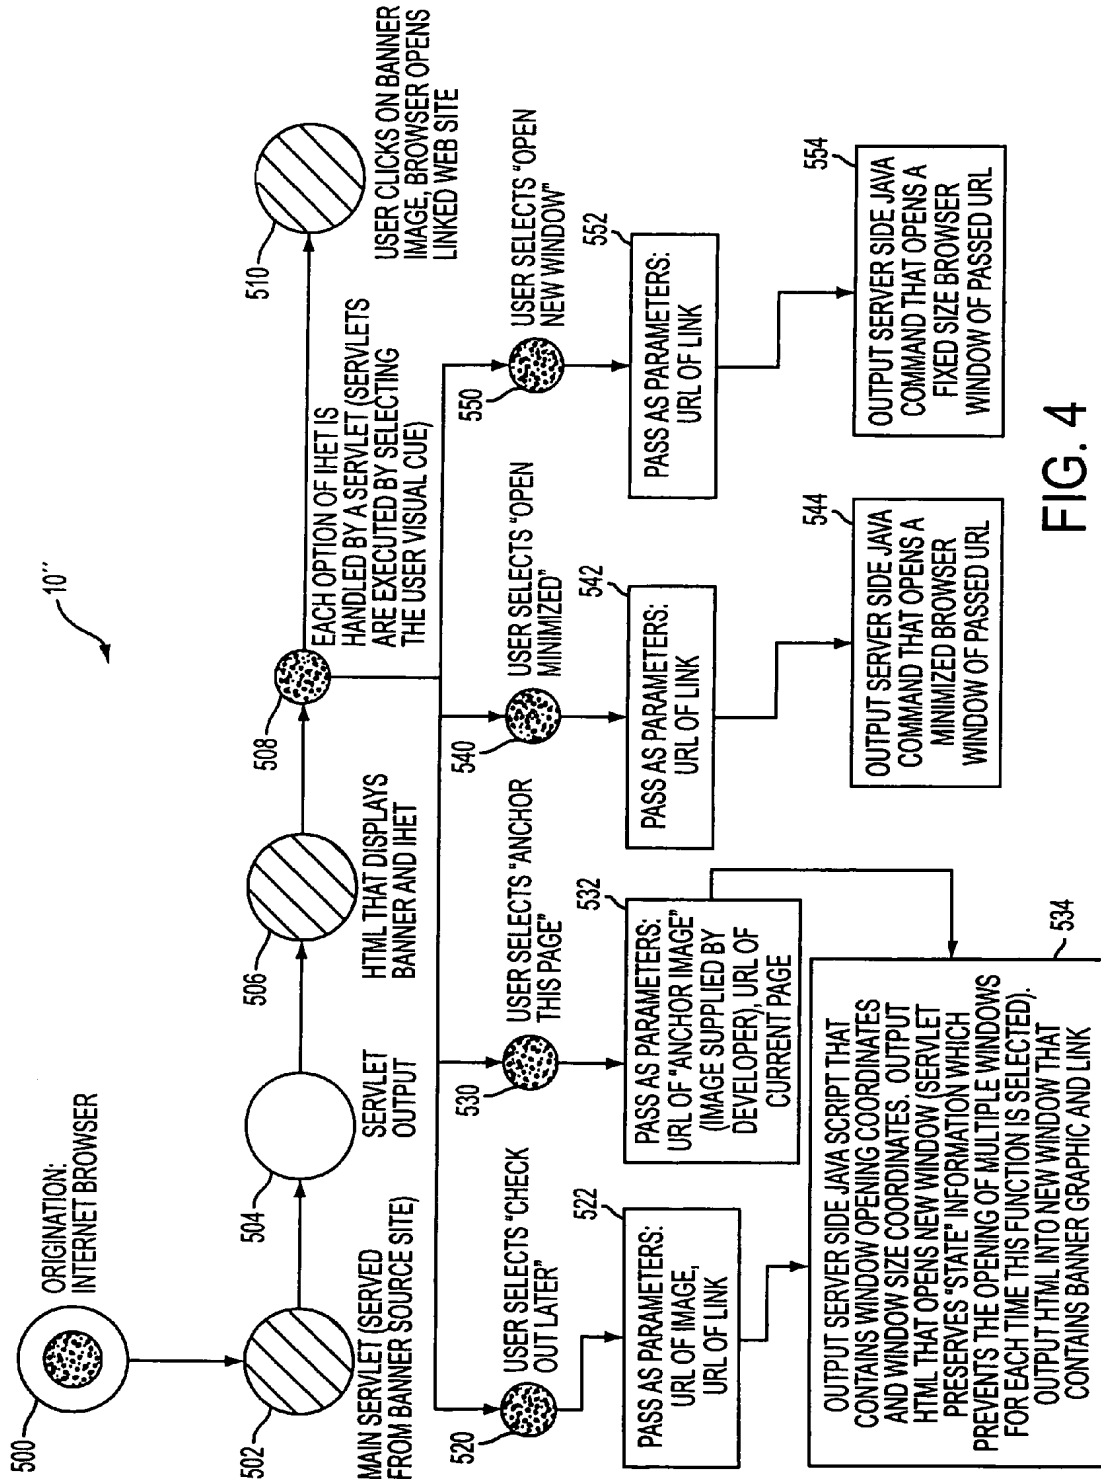 10"
500
ORIGINATION:
INTERNET BROWSER
502
MAIN SERVLET (SERVED
FROM BANNER SOURCE SITE)
504
SERVLET
OUTPUT
506
HTML THAT DISPLAYS
BANNER AND IHET
508
EACH OPTION OF IHET IS
HANDLED BY A SERVLET (SERVLETS
ARE EXECUTED BY SELECTING
THE USER VISUAL CUE)
510
USER CLICKS ON BANNER
IMAGE, BROWSER OPENS
LINKED WEB SITE
520
USER SELECTS "CHECK
OUT LATER"
522
PASS AS PARAMETERS:
URL OF IMAGE,
URL OF LINK
530
USER SELECTS "ANCHOR
THIS PAGE"
532
PASS AS PARAMETERS:
URL OF "ANCHOR IMAGE"
(IMAGE SUPPLIED BY
DEVELOPER), URL OF
CURRENT PAGE
534
OUTPUT SERVER SIDE JAVA SCRIPT THAT
CONTAINS WINDOW OPENING COORDINATES
AND WINDOW SIZE COORDINATES. OUTPUT
HTML THAT OPENS NEW WINDOW (SERVLET
PRESERVES "STATE" INFORMATION WHICH
PREVENTS THE OPENING OF MULTIPLE WINDOWS
FOR EACH TIME THIS FUNCTION IS SELECTED).
OUTPUT HTML INTO NEW WINDOW THAT
CONTAINS BANNER GRAPHIC AND LINK
540
USER SELECTS "OPEN
MINIMIZED"
542
PASS AS PARAMETERS:
URL OF LINK
544
OUTPUT SERVER SIDE JAVA
COMMAND THAT OPENS A
MINIMIZED BROWSER
WINDOW OF PASSED URL
550
USER SELECTS "OPEN
NEW WINDOW"
552
PASS AS PARAMETERS:
URL OF LINK
554
OUTPUT SERVER SIDE JAVA
COMMAND THAT OPENS A
FIXED SIZE BROWSER
WINDOW OF PASSED URL
FIG. 4